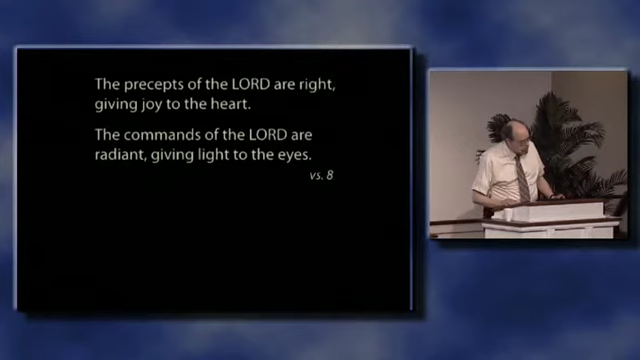 The precepts of the LORD are right,
giving joy to the heart.
The commands of the LORD are
radiant, giving light to the eyes.
vs. 8